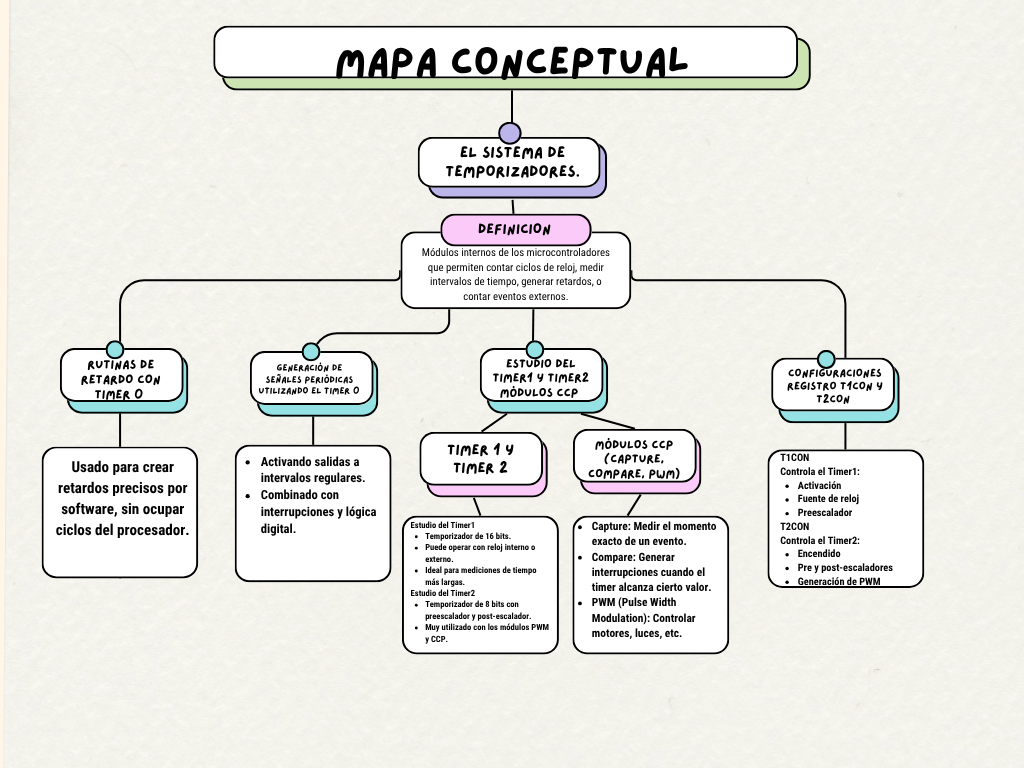 MAPA CONCEPTUAL
EL SISTEMA DE
TEMPORIZADORES.
DEFINICION
Módulos internos de los microcontroladores
que permiten contar ciclos de reloj, medir
intervalos de tiempo, generar retardos, o
contar eventos externos.
RUTINAS DE
RETARDO CON
TIMER 0
Usado para crear
retardos precisos por
software, sin ocupar
ciclos del procesador.
GENERACIÓN DE
SEÑALES PERIÓDICAS
UTILIZANDO EL TIMER 0
• Activando salidas a
intervalos regulares.
• Combinado con
interrupciones y lógica
digital.
ESTUDIO DEL
TIMER1 Y TIMER2
MÓDULOS CCP
TIMER 1 Y
TIMER 2
Estudio del Timer1
• Temporizador de 16 bits.
• Puede operar con reloj interno o
externo.
• Ideal para mediciones de tiempo
más largas.
Estudio del Timer2
• Temporizador de 8 bits con
preescalador y post-escalador.
• Muy utilizado con los módulos PWM
y CCP.
MÓDULOS CCP
(CAPTURE,
COMPARE, PWM)
• Capture: Medir el momento
exacto de un evento.
• Compare: Generar
interrupciones cuando el
timer alcanza cierto valor.
• PWM (Pulse Width
Modulation): Controlar
motores, luces, etc.
CONFIGURACIONES
REGISTRO T1CON Y
T2CON
T1CON
Controla el Timer1:
• Activación
• Fuente de reloj
• Preescalador
T2CON
Controla el Timer2:
• Encendido
• Pre y post-escaladores
• Generación de PWM